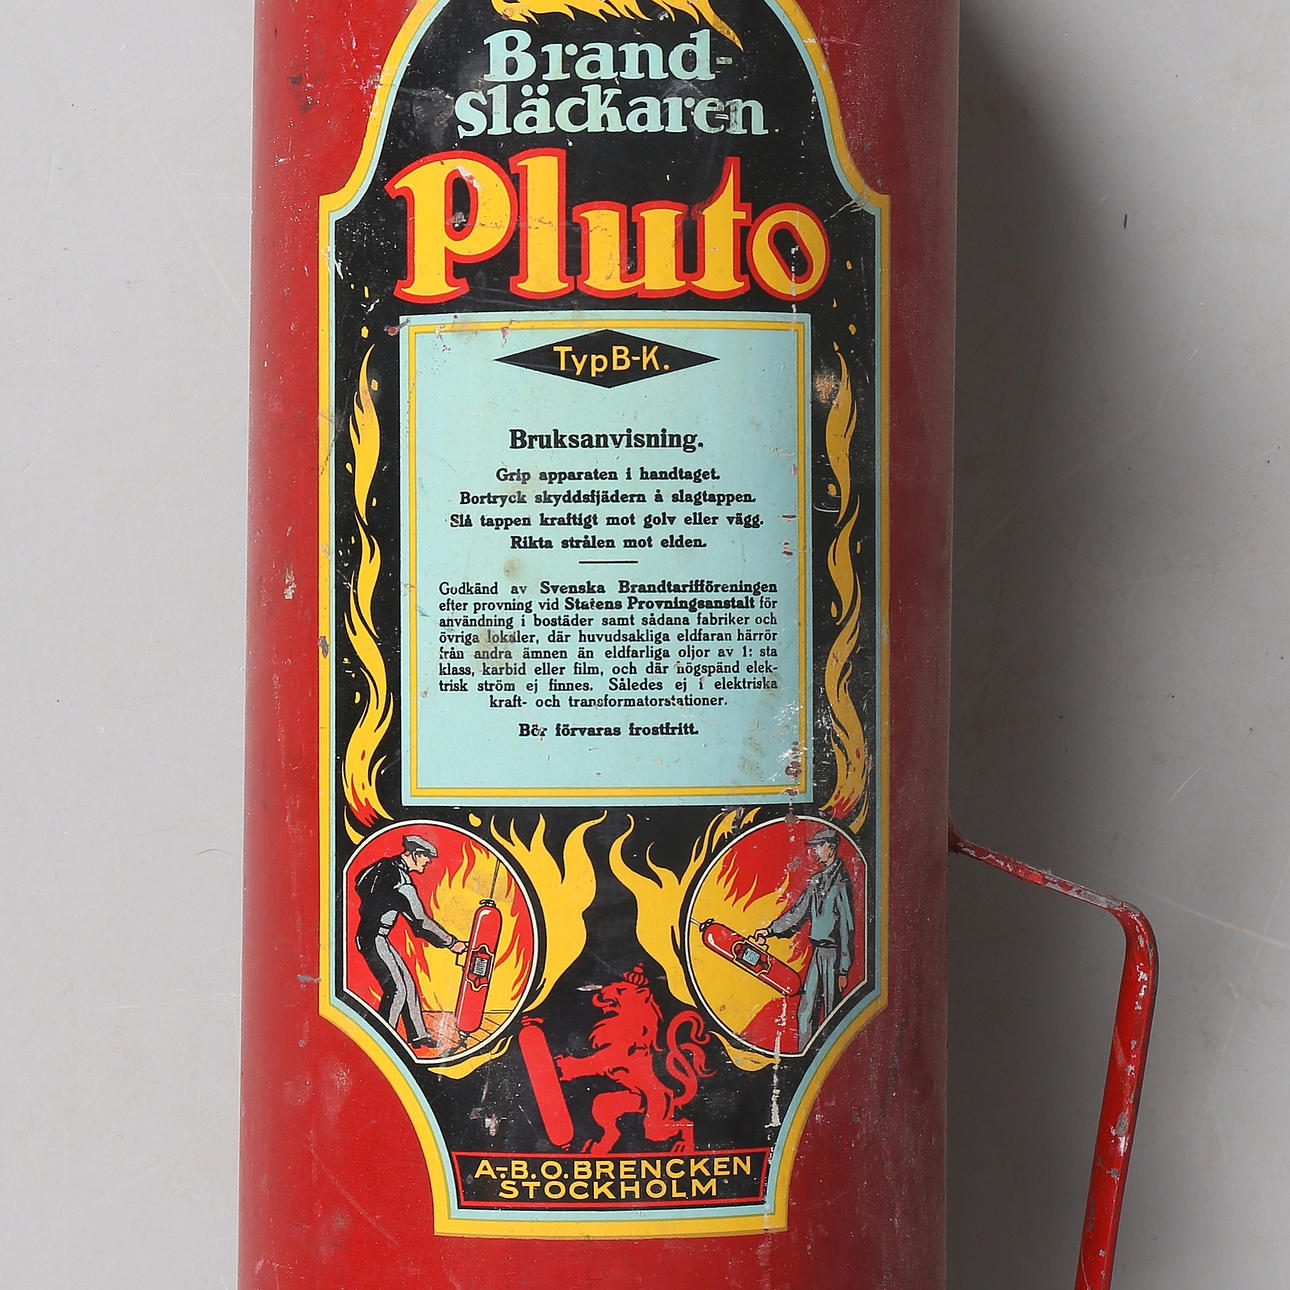 Brand-
släckaren
Pluto
Typ B-K.
Bruksanvisning.
Grip apparaten i handtaget.
Bortryck skyddsfjädern å slagtappen.
Slå tappen kraftigt mot golv eller vägg.
Rikta strålen mot elden.
Godkänd av Svenska Brandtarifföreningen
efter provning vid Statens Provningsanstalt för
användning i bostäder samt sådana fabriker och
övriga lokaler, där huvudsakliga eldfaran härrör
från andra ämnen än eldfarliga oljor av 1: sta
klass, karbid eller film, och där högspänd elek-
trisk ström ej finnes. Således ej i elektriska
kraft- och transformatorstationer.
Bör förvaras frostfritt.
A.-B. O. BRENCKEN
STOCKHOLM